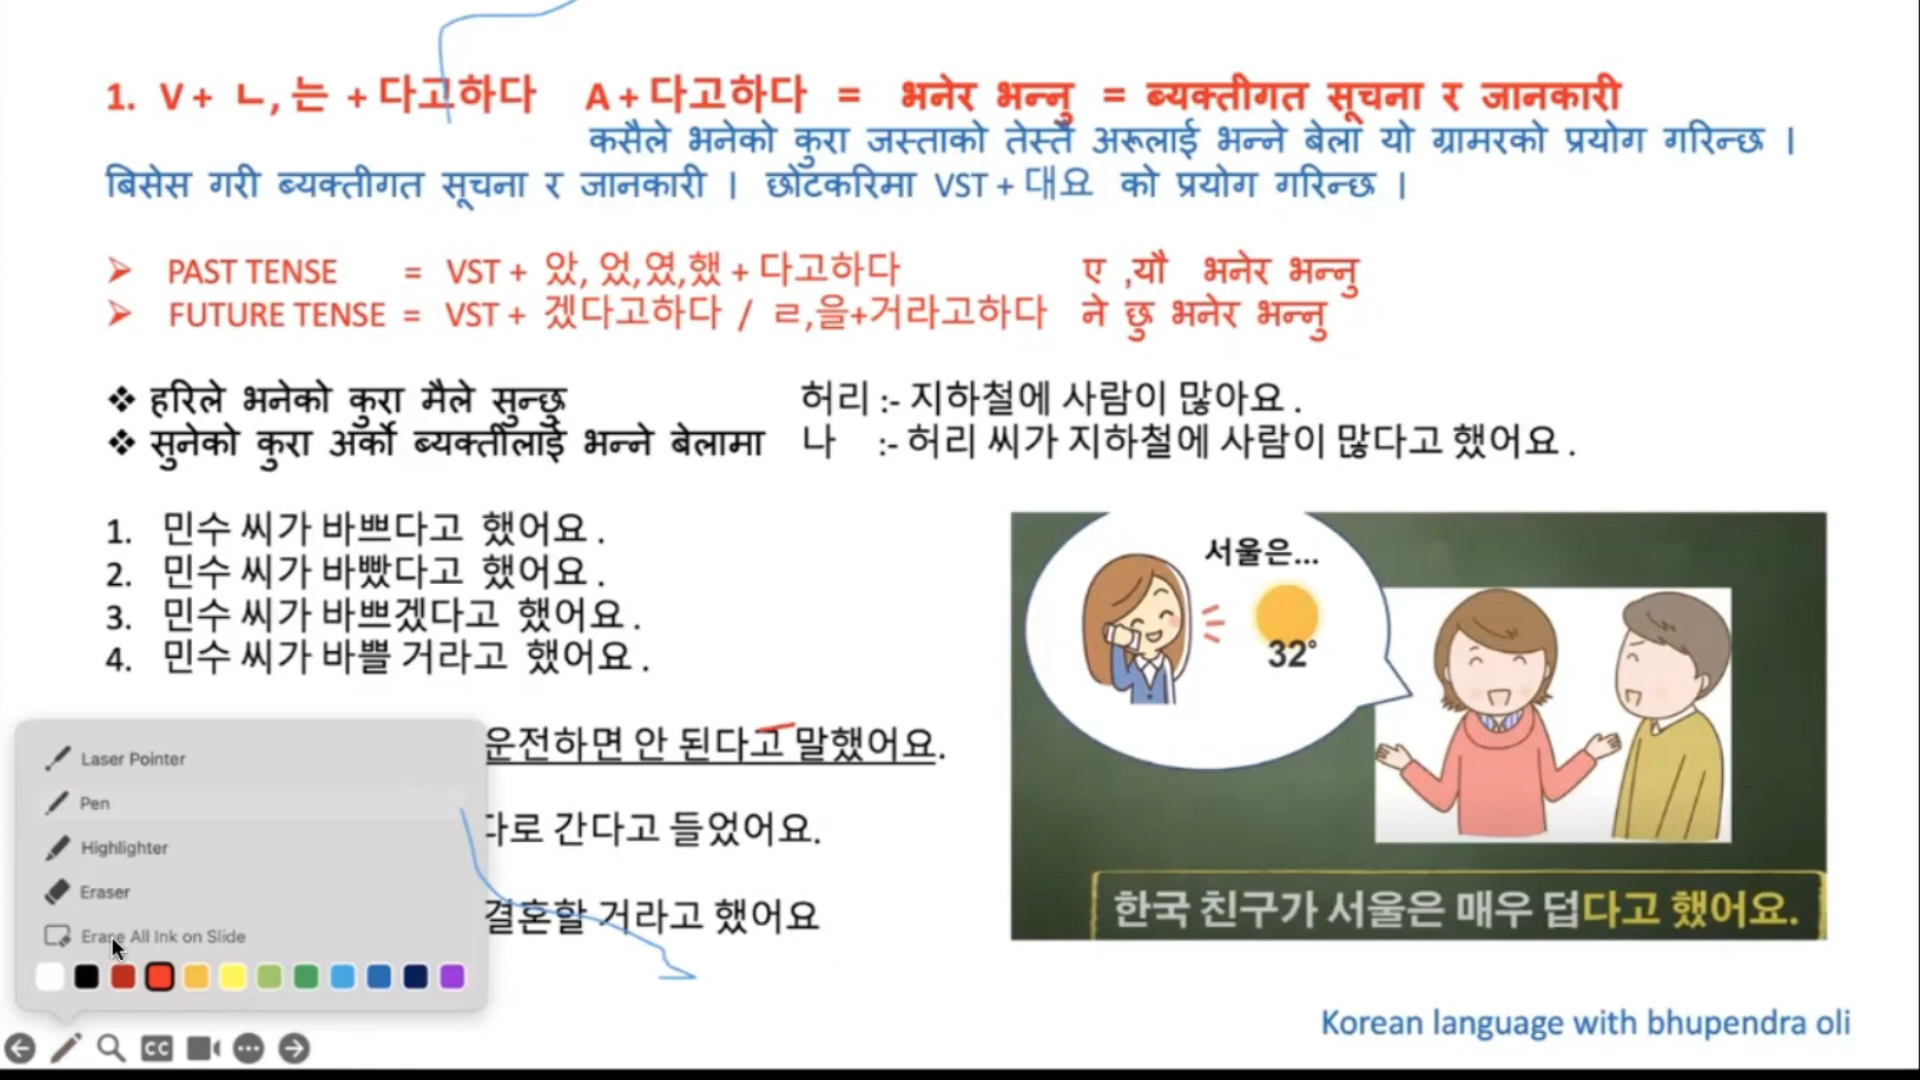 1. V + ㄴ, 는 + 다고하다 A + 다고하다 = भनेर भन्नु = ब्यक्तीगत सूचना र जानकारी
कसैले भनेको कुरा जस्ताको तेस्तै अरूलाई भन्ने बेला यो ग्रामरको प्रयोग गरिन्छ |
बिसेस गरी ब्यक्तीगत सूचना र जानकारी | छोटकरिमा VST + 대요 को प्रयोग गरिन्छ |
➢ PAST TENSE = VST + 았, 었,였,했 + 다고하다 ए ,यौ भनेर भन्नु
➢ FUTURE TENSE = VST + 겠다고하다 / ㄹ,을+거라고하다 ने छु भनेर भन्नु
❖ हरिले भनेको कुरा मैले सुन्छु 허리 :- 지하철에 사람이 많아요 .
❖ सुनेको कुरा अर्को ब्यक्तीलाई भन्ने बेलामा 나 :- 허리 씨가 지하철에 사람이 많다고 했어요 .
1. 민수 씨가 바쁘다고 했어요 .
2. 민수 씨가 바빴다고 했어요 .
3. 민수 씨가 바쁘겠다고 했어요 .
4. 민수 씨가 바쁠 거라고 했어요 .
운전하면 안 된다고 말했어요.
다로 간다고 들었어요.
결혼할 거라고 했어요
서울은...
32°
한국 친구가 서울은 매우 덥다고 했어요.
Laser Pointer
Pen
Highlighter
Eraser
Erase All Ink on Slide
CC
Korean language with bhupendra oli